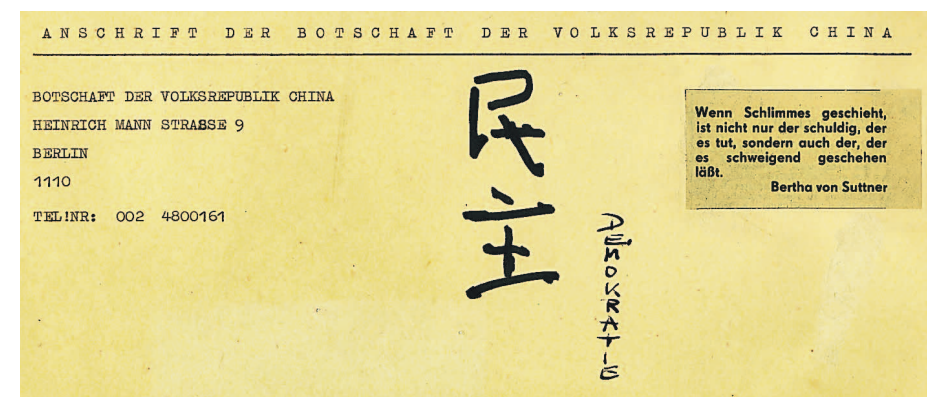 ANSCHRIFT DER BOTSCHAFT DER VOLKSREPUBLIK CHINA
BOTSCHAFT DER VOLKSREPUBLIK CHINA
HEINRICH MANN STRASSE 9
BERLIN
1110
TEL!NR: 002 4800161
民主
DEMOKRATIE
Wenn Schlimmes geschieht,
ist nicht nur der schuldig, der
es tut, sondern auch der, der
es schweigend geschehen
läßt.
Bertha von Suttner